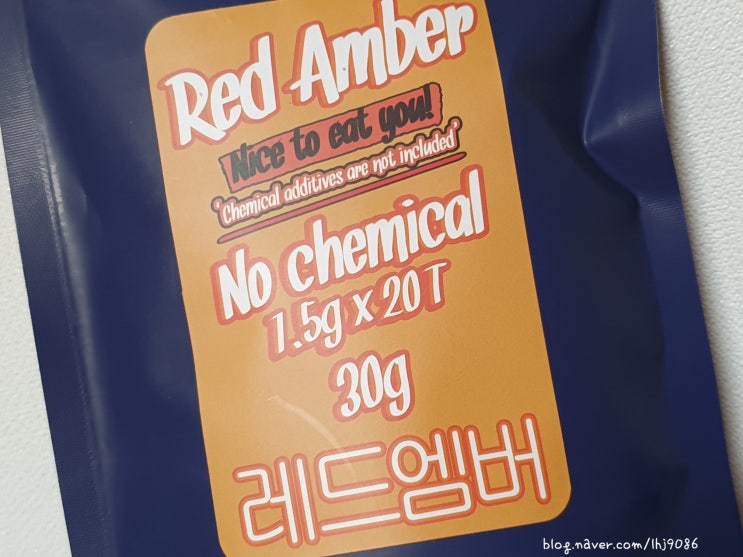 Red Amber
Nice to eat you!
'Chemical additives are not included'
No chemical
1.5g x 20T
30g
레드엠버
blog.naver.com/lhj9086